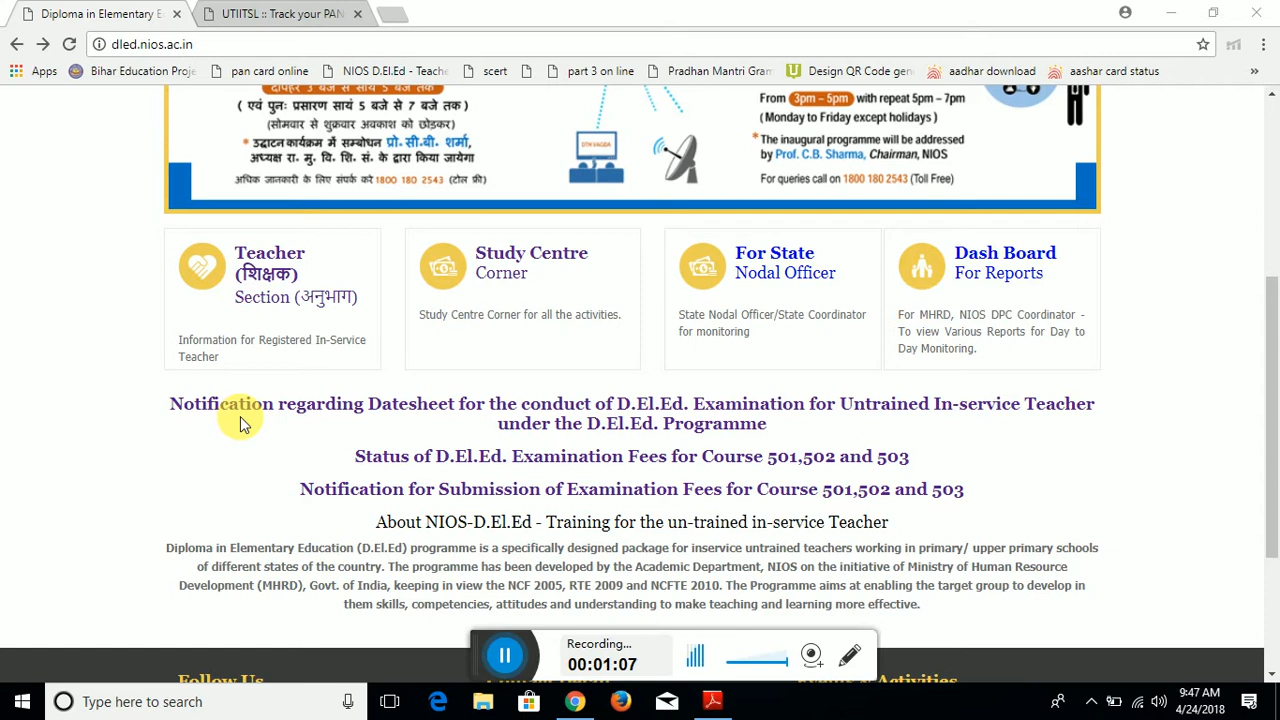 Diploma in Elementary E
UTIITSL :: Track your PAN
dled.nios.ac.in
Apps
Bihar Education Proje
pan card online
NIOS D.El.Ed - Teache
scert
part 3 on line
Pradhan Mantri Gram
Design QR Code gen
aadhar download
aashar card status
»
दोपहर 3 बजे से सायं 5 बजे तक
( एवं पुनः प्रसारण सायं 5 बजे से 7 बजे तक )
(सोमवार से शुक्रवार अवकाश को छोड़कर)
* उद्घाटन कार्यक्रम में सम्बोधन प्रो.सी.बी. शर्मा,
अध्यक्ष रा. मु. वि. शि. सं. के द्वारा किया जायेगा
अधिक जानकारी के लिए संपर्क करें 1800 180 2543 (टोल फ्री)
From 3pm – 5pm with repeat 5pm – 7pm
(Monday to Friday except holidays )
* The inaugural programme will be addressed
by Prof. C.B. Sharma, Chairman, NIOS
For queries call on 1800 180 2543 (Toll Free)
Teacher
(शिक्षक)
Section (अनुभाग)
Information for Registered In-Service
Teacher
Study Centre
Corner
Study Centre Corner for all the activities.
For State
Nodal Officer
State Nodal Officer/State Coordinator
for monitoring
Dash Board
For Reports
For MHRD, NIOS DPC Coordinator -
To view Various Reports for Day to
Day Monitoring.
Notification regarding Datesheet for the conduct of D.El.Ed. Examination for Untrained In-service Teacher
under the D.El.Ed. Programme
Status of D.El.Ed. Examination Fees for Course 501,502 and 503
Notification for Submission of Examination Fees for Course 501,502 and 503
About NIOS-D.El.Ed - Training for the un-trained in-service Teacher
Diploma in Elementary Education (D.El.Ed) programme is a specifically designed package for inservice untrained teachers working in primary/ upper primary schools
of different states of the country. The programme has been developed by the Academic Department, NIOS on the initiative of Ministry of Human Resource
Development (MHRD), Govt. of India, keeping in view the NCF 2005, RTE 2009 and NCFTE 2010. The Programme aims at enabling the target group to develop in
them skills, competencies, attitudes and understanding to make teaching and learning more effective.
Recording...
00:01:07
Follow Us
Activities
Type here to search
9:47 AM
4/24/2018